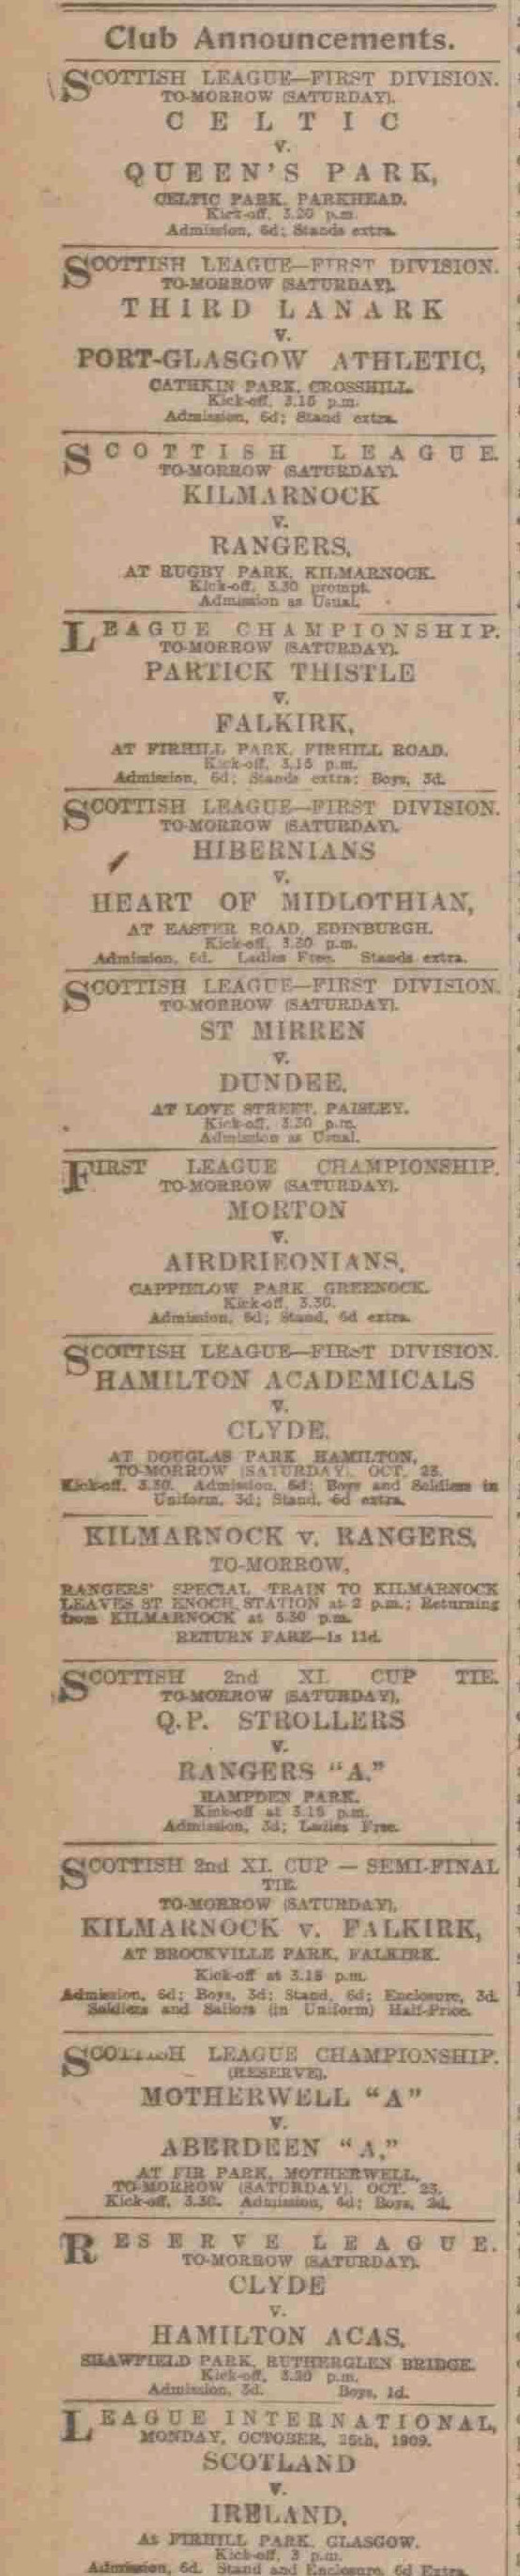 Club Announcements.
SCOTTISH LEAGUE—FIRST DIVISION.
TO-MORROW (SATURDAY).
CELTIC
v.
QUEEN'S PARK,
CELTIC PARK, PARKHEAD.
Kick-off, 3.20 p.m.
Admission, 6d; Stands extra.
SCOTTISH LEAGUE—FIRST DIVISION.
TO-MORROW (SATURDAY).
THIRD LANARK
v.
PORT-GLASGOW ATHLETIC,
CATHKIN PARK, CROSSHILL.
Kick-off, 3.15 p.m.
Admission, 6d; Stand extra.
SCOTTISH LEAGUE.
TO-MORROW (SATURDAY).
KILMARNOCK
v.
RANGERS,
AT RUGBY PARK, KILMARNOCK.
Kick-off, 3.30 prompt.
Admission as Usual.
LEAGUE CHAMPIONSHIP.
TO-MORROW (SATURDAY).
PARTICK THISTLE
v.
FALKIRK,
AT FIRHILL PARK, FIRHILL ROAD.
Kick-off, 3.15 p.m.
Admission, 6d; Stands extra; Boys, 3d.
SCOTTISH LEAGUE—FIRST DIVISION.
TO-MORROW (SATURDAY).
HIBERNIANS
v.
HEART OF MIDLOTHIAN,
AT EASTER ROAD, EDINBURGH.
Kick-off, 3.30 p.m.
Admission, 6d. Ladies Free. Stands extra.
SCOTTISH LEAGUE—FIRST DIVISION.
TO-MORROW (SATURDAY).
ST MIRREN
v.
DUNDEE,
AT LOVE STREET, PAISLEY.
Kick-off, 3.30 p.m.
Admission as Usual.
FIRST LEAGUE CHAMPIONSHIP.
TO-MORROW (SATURDAY).
MORTON
v.
AIRDRIEONIANS,
CAPPIELOW PARK, GREENOCK.
Kick-off, 3.30.
Admission, 6d; Stand, 6d extra.
SCOTTISH LEAGUE—FIRST DIVISION.
HAMILTON ACADEMICALS
v.
CLYDE,
AT DOUGLAS PARK, HAMILTON,
TO-MORROW (SATURDAY), OCT. 23.
Kick-off, 3.30. Admission, 6d; Boys and Soldiers in
Uniform, 3d; Stand, 6d extra.
KILMARNOCK v. RANGERS,
TO-MORROW,
RANGERS' SPECIAL TRAIN TO KILMARNOCK
LEAVES ST ENOCH STATION at 2 p.m.; Returning
from KILMARNOCK at 5.50 p.m.
RETURN FARE—1s 11d.
SCOTTISH 2nd XI. CUP TIE.
TO-MORROW (SATURDAY),
Q.P. STROLLERS
v.
RANGERS "A."
HAMPDEN PARK.
Kick-off at 3.15 p.m.
Admission, 3d; Ladies Free.
SCOTTISH 2nd XI. CUP — SEMI-FINAL
TIE.
TO-MORROW (SATURDAY),
KILMARNOCK v. FALKIRK,
AT BROCKVILLE PARK, FALKIRK.
Kick-off at 3.15 p.m.
Admission, 6d; Boys, 3d; Stand, 6d; Enclosure, 3d.
Soldiers and Sailors (in Uniform) Half-Price.
SCOTTISH LEAGUE CHAMPIONSHIP.
(RESERVE).
MOTHERWELL "A"
v.
ABERDEEN "A,"
AT FIR PARK, MOTHERWELL,
TO-MORROW (SATURDAY), OCT. 23.
Kick-off, 3.30. Admission, 4d; Boys, 2d.
RESERVE LEAGUE.
TO-MORROW (SATURDAY).
CLYDE
v.
HAMILTON ACAS,
SHAWFIELD PARK, RUTHERGLEN BRIDGE.
Kick-off, 3.30 p.m.
Admission, 3d. Boys, 1d.
LEAGUE INTERNATIONAL,
MONDAY, OCTOBER, 25th, 1909.
SCOTLAND
v.
IRELAND,
At FIRHILL PARK, GLASGOW.
Kick-off, 3 p.m.
Admission, 6d. Stand and Enclosure, 6d Extra.